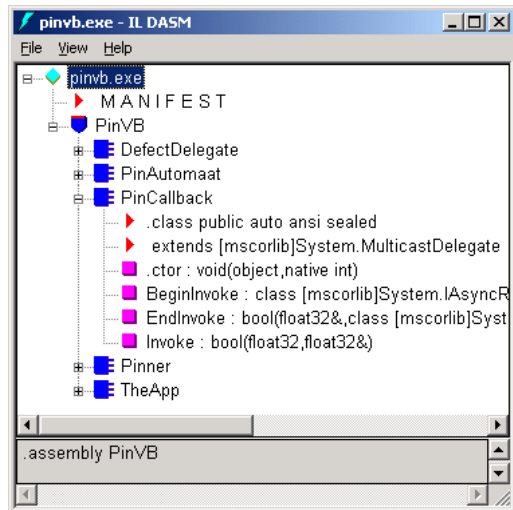 pinvb.exe - IL DASM
File View Help
pinvb.exe
M A N I F E S T
PinVB
DefectDelegate
PinAutomaat
PinCallback
.class public auto ansi sealed
extends [mscorlib]System.MulticastDelegate
.ctor : void(object,native int)
BeginInvoke : class [mscorlib]System.IAsyncR
EndInvoke : bool(float32&,class [mscorlib]Syst
Invoke : bool(float32,float32&)
Pinner
TheApp
.assembly PinVB